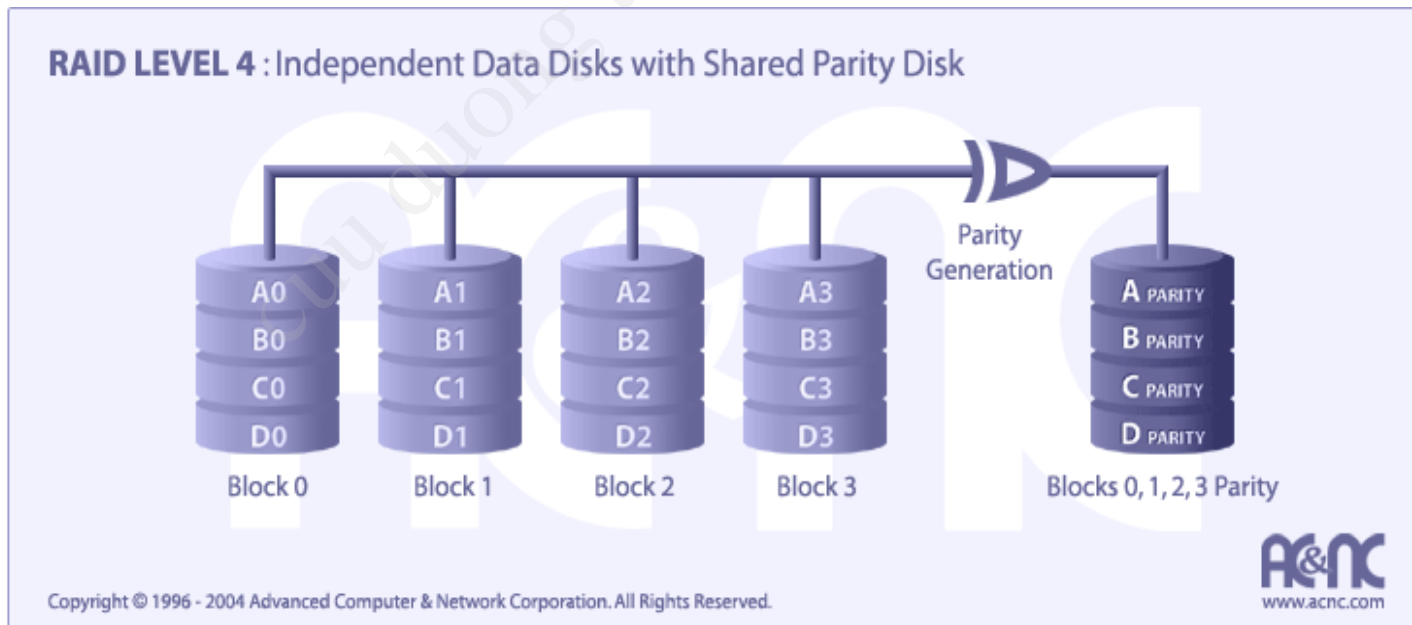 RAID LEVEL 4 : Independent Data Disks with Shared Parity Disk
Parity
Generation
A0 A1 A2 A3 A PARITY
B0 B1 B2 B3 B PARITY
C0 C1 C2 C3 C PARITY
D0 D1 D2 D3 D PARITY
Block 0 Block 1 Block 2 Block 3 Blocks 0, 1, 2, 3 Parity
AC&NC
www.acnc.com
Copyright © 1996 - 2004 Advanced Computer & Network Corporation. All Rights Reserved.
cuu duong